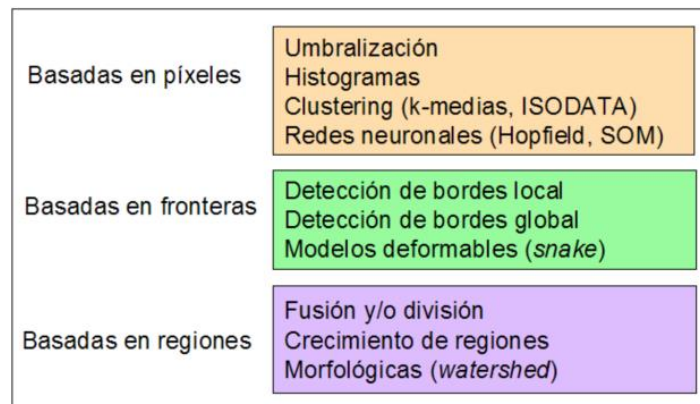 Basadas en píxeles
Umbralización
Histogramas
Clustering (k-medias, ISODATA)
Redes neuronales (Hopfield, SOM)
Basadas en fronteras
Detección de bordes local
Detección de bordes global
Modelos deformables (snake)
Basadas en regiones
Fusión y/o división
Crecimiento de regiones
Morfológicas (watershed)